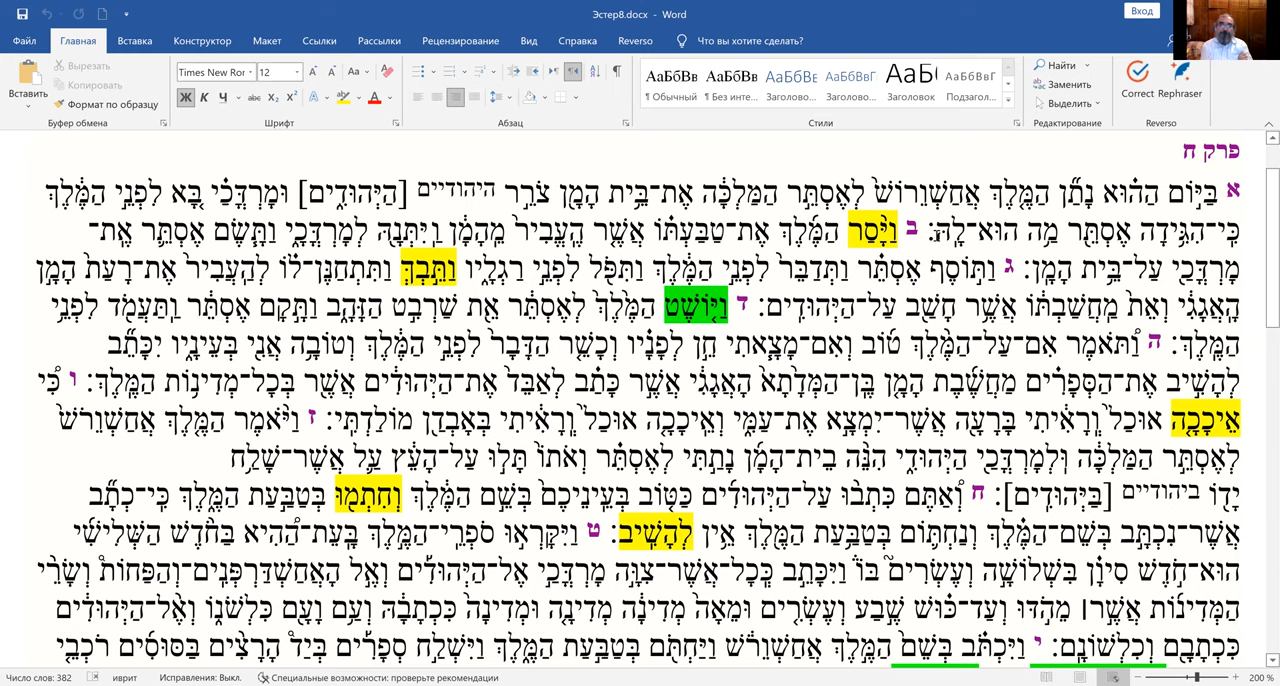 Эстер8.docx - Word
Вход
Файл Главная Вставка Конструктор Макет Ссылки Рассылки Рецензирование Вид Справка Reverso Что вы хотите сделать?
Вставить
Вырезать
Копировать
Формат по образцу
Буфер обмена
Times New Ror 12
Aa
Ж К Ч abc X₂ X²
Шрифт
Абзац
АаБбВв АаБбВв АаБбВв АаБбВвГ АаБб АаБбВвГ
¶ Обычный ¶ Без инте... Заголово... Заголово... Заголовок Подзагол...
Стили
Найти
Заменить
Выделить
Редактирование
Correct Rephraser
Reverso
פרק ח
א בַּיּ֣וֹם הַה֗וּא נָתַ֞ן הַמֶּ֤לֶךְ אֲחַשְׁוֵרוֹשׁ֙ לְאֶסְתֵּ֣ר הַמַּלְכָּ֔ה אֶת־בֵּ֥ית הָמָ֖ן צֹרֵ֣ר היהודיים [הַיְּהוּדִ֑ים] וּמָרְדֳּכַ֗י בָּ֚א לִפְנֵ֣י הַמֶּ֔לֶךְ
כִּֽי־הִגִּ֥ידָה אֶסְתֵּ֖ר מַ֥ה הוּא־לָֽהּ׃ ב וַיָּ֨סַר הַמֶּ֜לֶךְ אֶת־טַבַּעְתּ֗וֹ אֲשֶׁ֤ר הֶֽעֱבִיר֙ מֵֽהָמָ֔ן וַֽיִּתְּנָ֖הּ לְמָרְדֳּכָ֑י וַתָּ֧שֶׂם אֶסְתֵּ֛ר אֶֽת־
מָרְדֳּכַ֖י עַל־בֵּ֥ית הָמָֽן׃ ג וַתּ֣וֹסֶף אֶסְתֵּ֗ר וַתְּדַבֵּר֙ לִפְנֵ֣י הַמֶּ֔לֶךְ וַתִּפֹּ֖ל לִפְנֵ֣י רַגְלָ֑יו וַתֵּ֣בְךְּ וַתִּתְחַנֶּן־ל֗וֹ לְהַֽעֲבִיר֙ אֶת־רָעַת֙ הָמָ֣ן
הָֽאֲגָגִ֔י וְאֵת֙ מַֽחֲשַׁבְתּ֔וֹ אֲשֶׁ֥ר חָשַׁ֖ב עַל־הַיְּהוּדִֽים׃ ד וַיּ֤וֹשֶׁט הַמֶּ֙לֶךְ֙ לְאֶסְתֵּ֔ר אֵ֖ת שַׁרְבִ֣ט הַזָּהָ֑ב וַתָּ֣קָם אֶסְתֵּ֔ר וַֽתַּעֲמֹ֖ד לִפְנֵ֥י
הַמֶּֽלֶךְ׃ ה וַ֠תֹּאמֶר אִם־עַל־הַמֶּ֨לֶךְ ט֜וֹב וְאִם־מָצָ֧אתִי חֵ֣ן לְפָנָ֗יו וְכָשֵׁ֤ר הַדָּבָר֙ לִפְנֵ֣י הַמֶּ֔לֶךְ וְטוֹבָ֥ה אֲנִ֖י בְּעֵינָ֑יו יִכָּתֵ֞ב
לְהָשִׁ֣יב אֶת־הַסְּפָרִ֗ים מַחֲשֶׁ֜בֶת הָמָ֤ן בֶּֽן־הַמְּדָ֙תָא֙ הָאֲגָגִ֔י אֲשֶׁ֣ר כָּתַ֗ב לְאַבֵּד֙ אֶת־הַיְּהוּדִ֔ים אֲשֶׁ֖ר בְּכָל־מְדִינ֥וֹת הַמֶּֽלֶךְ׃ ו כִּ֠י
אֵיכָכָ֤ה אוּכַל֙ וְֽרָאִ֔יתִי בָּרָעָ֖ה אֲשֶׁר־יִמְצָ֣א אֶת־עַמִּ֑י וְאֵֽיכָכָ֤ה אוּכַל֙ וְֽרָאִ֔יתִי בְּאָבְדַ֖ן מוֹלַדְתִּֽי׃ ז וַיֹּ֨אמֶר הַמֶּ֤לֶךְ אֲחַשְׁוֵרֹשׁ֙
לְאֶסְתֵּ֣ר הַמַּלְכָּ֔ה וּֽלְמָרְדֳּכַ֖י הַיְּהוּדִ֑י הִנֵּ֨ה בֵית־הָמָ֜ן נָתַ֣תִּי לְאֶסְתֵּ֗ר וְאֹתוֹ֙ תָּל֣וּ עַל־הָעֵ֔ץ עַ֛ל אֲשֶׁר־שָׁלַ֥ח
יָד֖וֹ ביהודיים [בַּיְּהוּדִֽים]׃ ח וְ֠אַתֶּם כִּתְב֨וּ עַל־הַיְּהוּדִ֜ים כַּטּ֤וֹב בְּעֵֽינֵיכֶם֙ בְּשֵׁ֣ם הַמֶּ֔לֶךְ וְחִתְמ֖וּ בְּטַבַּ֣עַת הַמֶּ֑לֶךְ כִּֽי־כְתָ֞ב
אֲשֶׁר־נִכְתָּ֣ב בְּשֵׁם־הַמֶּ֗לֶךְ וְנַחְתּ֛וֹם בְּטַבַּ֥עַת הַמֶּ֖לֶךְ אֵ֥ין לְהָשִֽׁיב׃ ט וַיִּקָּרְא֣וּ סֹפְרֵֽי־הַמֶּ֣לֶךְ בָּֽעֵת־הַ֠הִיא בַּחֹ֨דֶשׁ הַשְּׁלִישִׁ֜י
הוּא־חֹ֣דֶשׁ סִיוָ֗ן בִּשְׁלוֹשָׁ֣ה וְעֶשְׂרִים֮ בּוֹ֒ וַיִּכָּתֵ֣ב כְּֽכָל־אֲשֶׁר־צִוָּ֣ה מָרְדֳּכַ֣י אֶל־הַיְּהוּדִ֡ים וְאֶ֣ל הָאֲחַשְׁדַּרְפְּנִֽים־וְהַפַּחוֹת֩ וְשָׂרֵ֨י
הַמְּדִינ֜וֹת אֲשֶׁ֣ר׀ מֵהֹ֣דּוּ וְעַד־כּ֗וּשׁ שֶׁ֣בַע וְעֶשְׂרִ֤ים וּמֵאָה֙ מְדִינָ֔ה מְדִינָ֤ה וּמְדִינָה֙ כִּכְתָבָ֔הּ וְעַ֥ם וָעָ֖ם כִּלְשֹׁנ֑וֹ וְאֶ֨ל־הַיְּהוּדִ֔ים
כִּכְתָבָ֖ם וְכִלְשׁוֹנָֽם׃ י וַיִּכְתֹּ֗ב בְּשֵׁם֙ הַמֶּ֣לֶךְ אֲחַשְׁוֵרֹ֔שׁ וַיַּחְתֹּ֖ם בְּטַבַּ֣עַת הַמֶּ֑לֶךְ וַיִּשְׁלַ֣ח סְפָרִ֡ים בְּיַד֩ הָרָצִ֨ים בַּסּוּסִ֜ים רֹכְבֵ֣י
Число слов: 382 иврит Исправления: Выкл. Специальные возможности: проверьте рекомендации 200 %